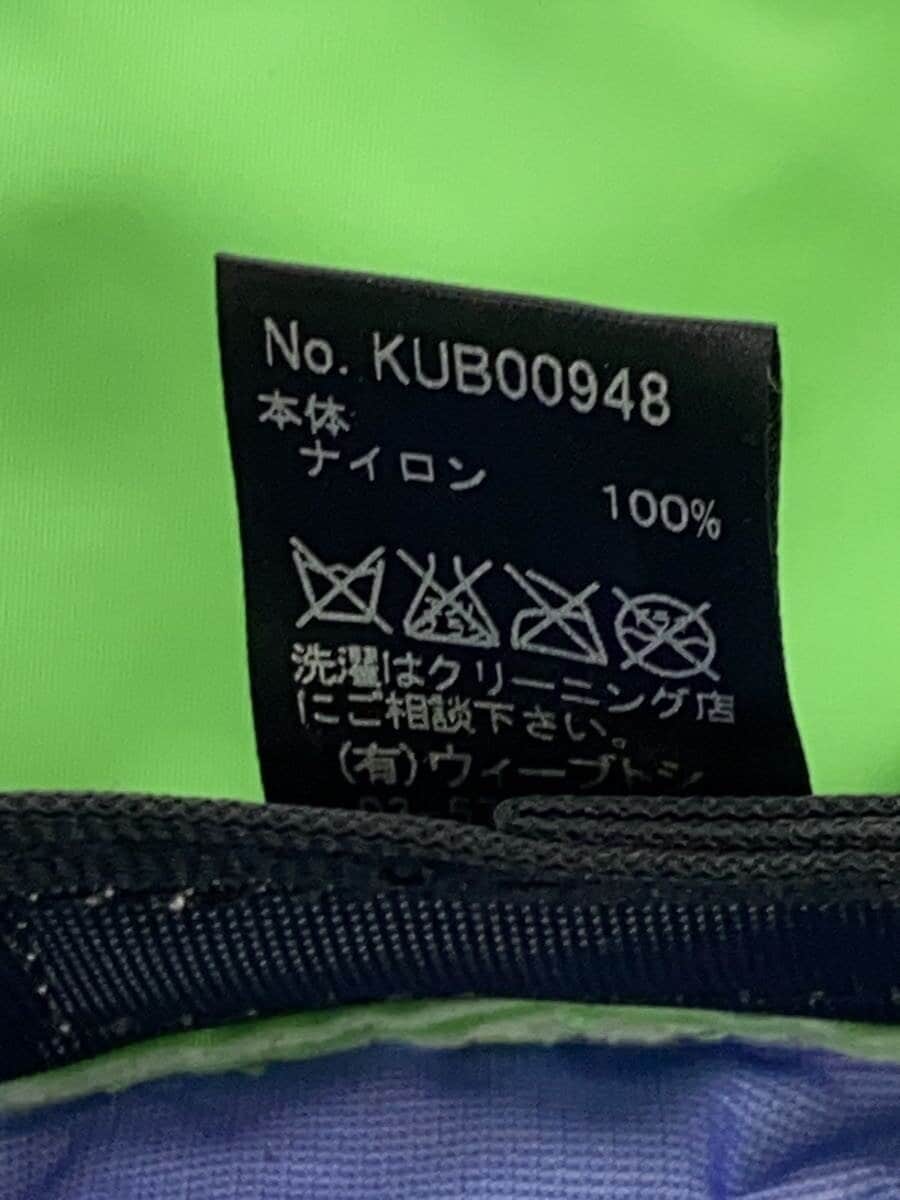 No. KUB00948
本体
ナイロン 100%
洗濯はクリーニング店
にご相談下さい。
(有)ウィーブトシ